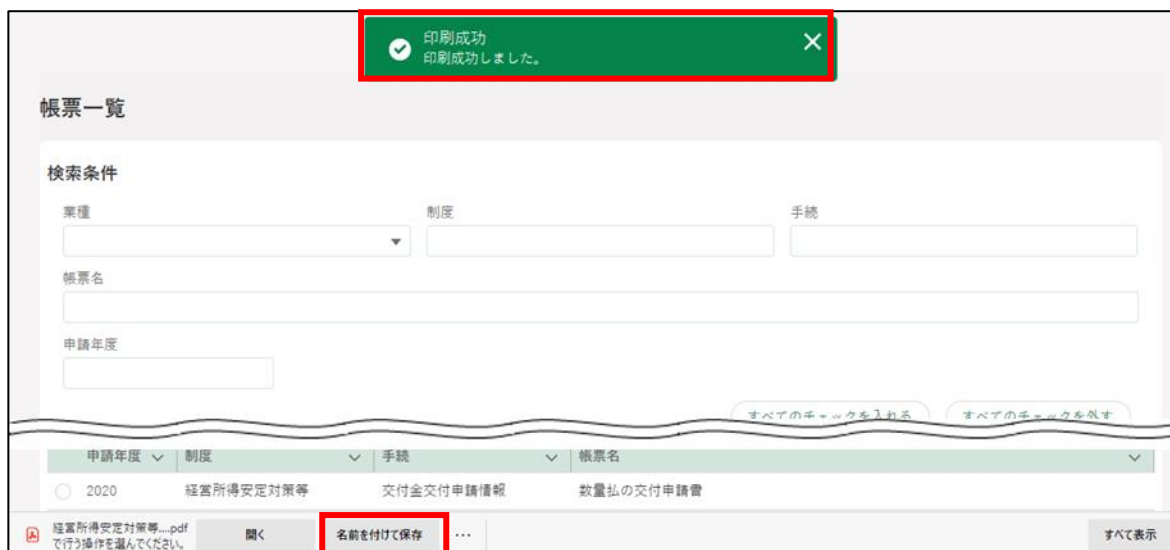 印刷成功
印刷成功しました。
帳票一覧
検索条件
業種 制度 手続
帳票名
申請年度
すべてのチェックを入れる すべてのチェックを外す
申請年度 制度 手続 帳票名
2020 経営所得安定対策等 交付金交付申請情報 数量払の交付申請書
経営所得安定対策等....pdf
で行う操作を選んでください。
開く 名前を付けて保存 … すべて表示